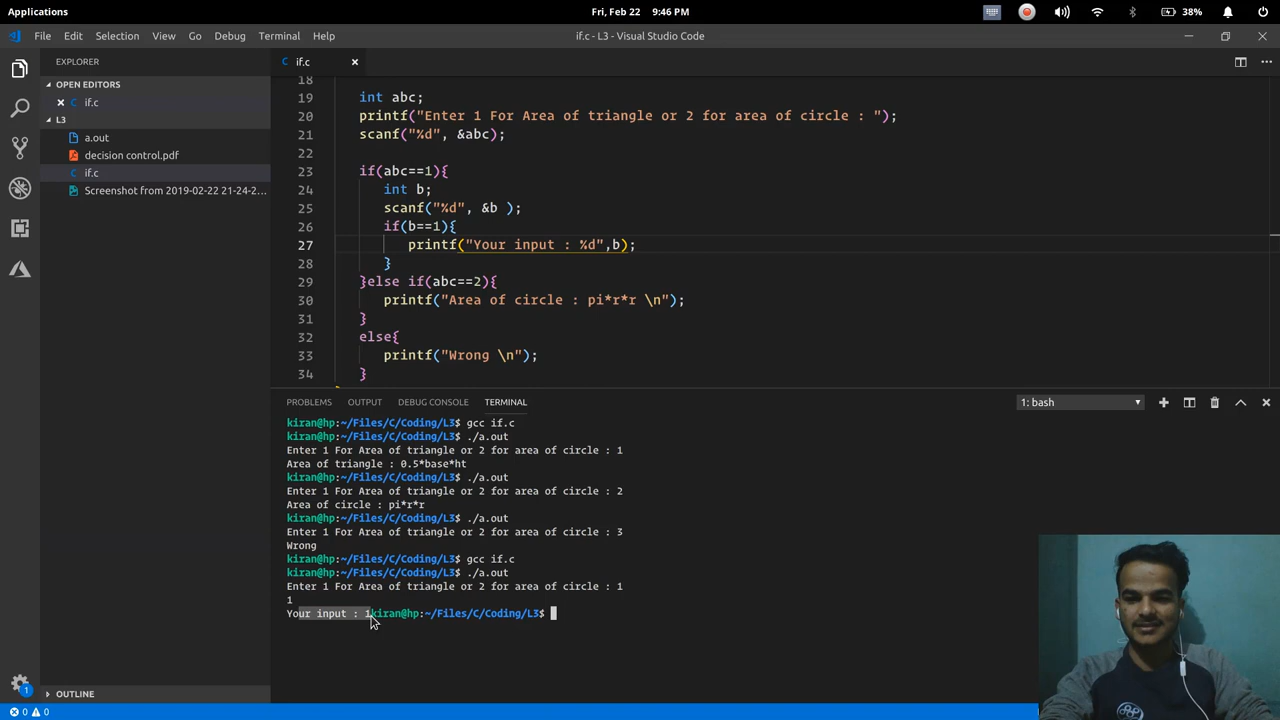 Applications
Fri, Feb 22 9:46 PM
38%
File Edit Selection View Go Debug Terminal Help
if.c - L3 - Visual Studio Code
EXPLORER
if.c
OPEN EDITORS
if.c
L3
a.out
decision control.pdf
if.c
Screenshot from 2019-02-22 21-24-2...
18
19 int abc;
20 printf("Enter 1 For Area of triangle or 2 for area of circle : ");
21 scanf("%d", &abc);
22
23 if(abc==1){
24 int b;
25 scanf("%d", &b );
26 if(b==1){
27 printf("Your input : %d",b);
28 }
29 }else if(abc==2){
30 printf("Area of circle : pi*r*r \n");
31 }
32 else{
33 printf("Wrong \n");
34 }
PROBLEMS OUTPUT DEBUG CONSOLE TERMINAL
1: bash
kiran@hp:~/Files/C/Coding/L3$ gcc if.c
kiran@hp:~/Files/C/Coding/L3$ ./a.out
Enter 1 For Area of triangle or 2 for area of circle : 1
Area of triangle : 0.5*base*ht
kiran@hp:~/Files/C/Coding/L3$ ./a.out
Enter 1 For Area of triangle or 2 for area of circle : 2
Area of circle : pi*r*r
kiran@hp:~/Files/C/Coding/L3$ ./a.out
Enter 1 For Area of triangle or 2 for area of circle : 3
Wrong
kiran@hp:~/Files/C/Coding/L3$ gcc if.c
kiran@hp:~/Files/C/Coding/L3$ ./a.out
Enter 1 For Area of triangle or 2 for area of circle : 1
1
Your input : 1kiran@hp:~/Files/C/Coding/L3$
1
OUTLINE
0 0